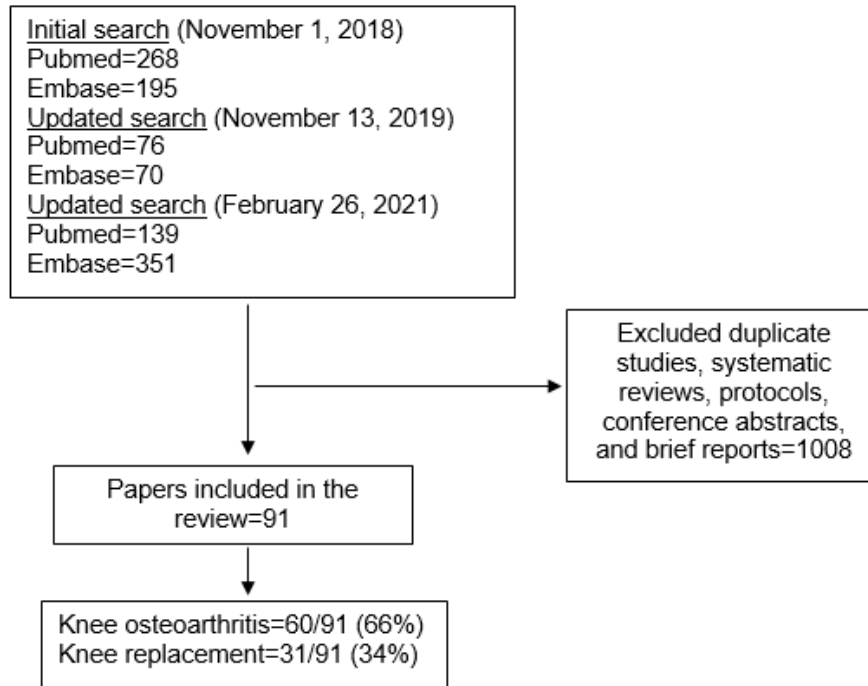 Initial search (November 1, 2018)
Pubmed=268
Embase=195
Updated search (November 13, 2019)
Pubmed=76
Embase=70
Updated search (February 26, 2021)
Pubmed=139
Embase=351
Excluded duplicate
studies, systematic
reviews, protocols,
conference abstracts,
and brief reports=1008
Papers included in the
review=91
Knee osteoarthritis=60/91 (66%)
Knee replacement=31/91 (34%)